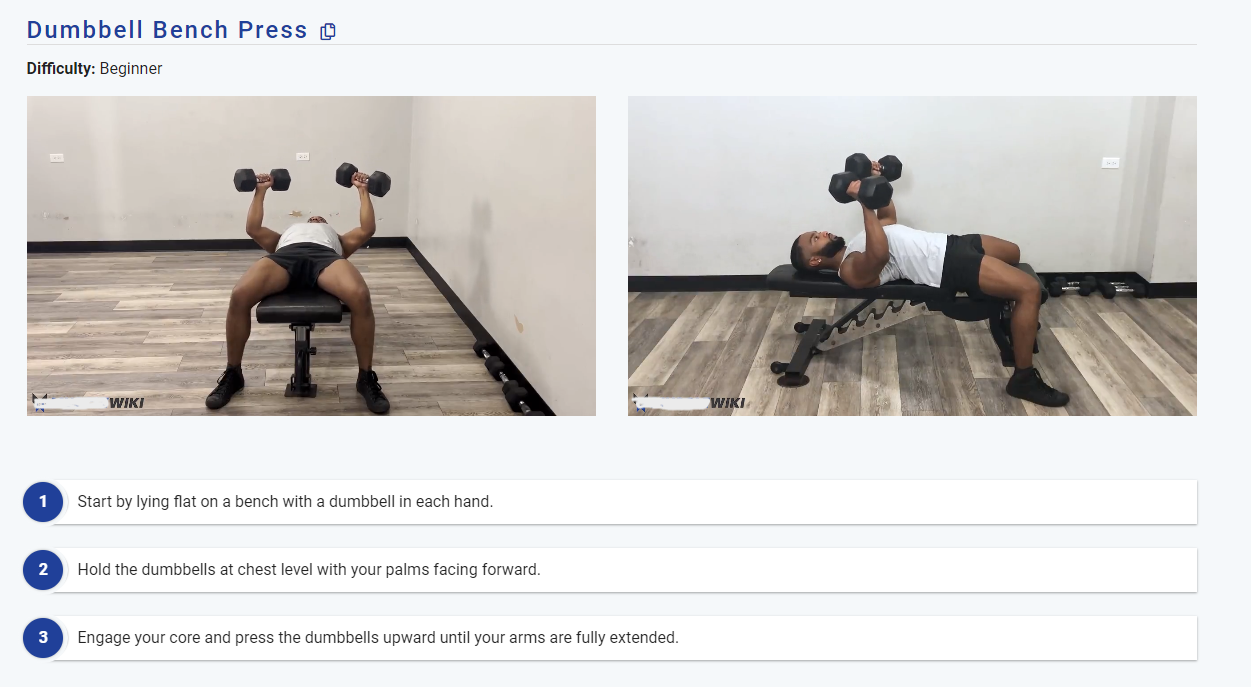 Dumbbell Bench Press
Difficulty: Beginner
WIKI
WIKI
1 Start by lying flat on a bench with a dumbbell in each hand.
2 Hold the dumbbells at chest level with your palms facing forward.
3 Engage your core and press the dumbbells upward until your arms are fully extended.